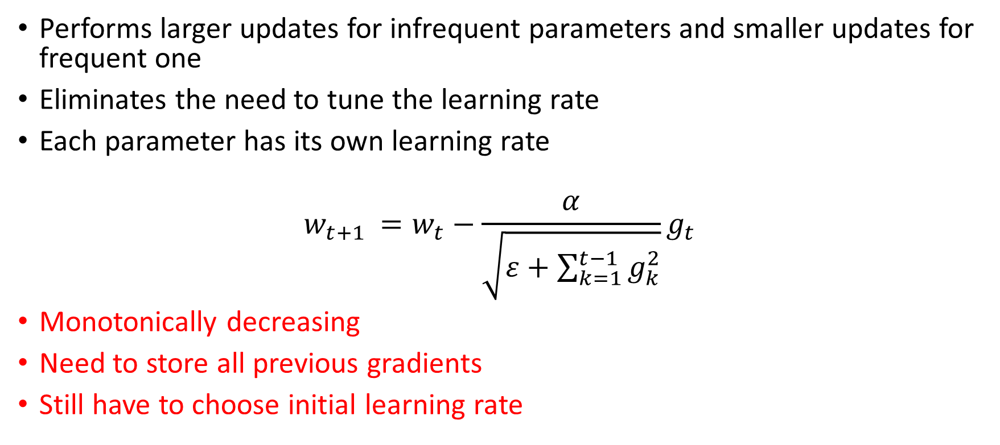 • Performs larger updates for infrequent parameters and smaller updates for
frequent one
• Eliminates the need to tune the learning rate
• Each parameter has its own learning rate
$w_{t+1} = w_t - \frac{\alpha}{\sqrt{\varepsilon + \sum_{k=1}^{t-1} g_k^2}} g_t$
• Monotonically decreasing
• Need to store all previous gradients
• Still have to choose initial learning rate